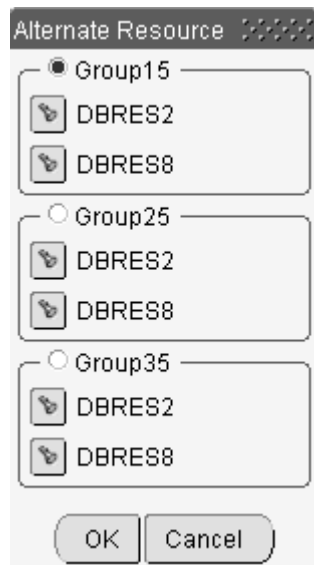 Alternate Resource
Group15
DBRES2
DBRES8
Group25
DBRES2
DBRES8
Group35
DBRES2
DBRES8
OK Cancel